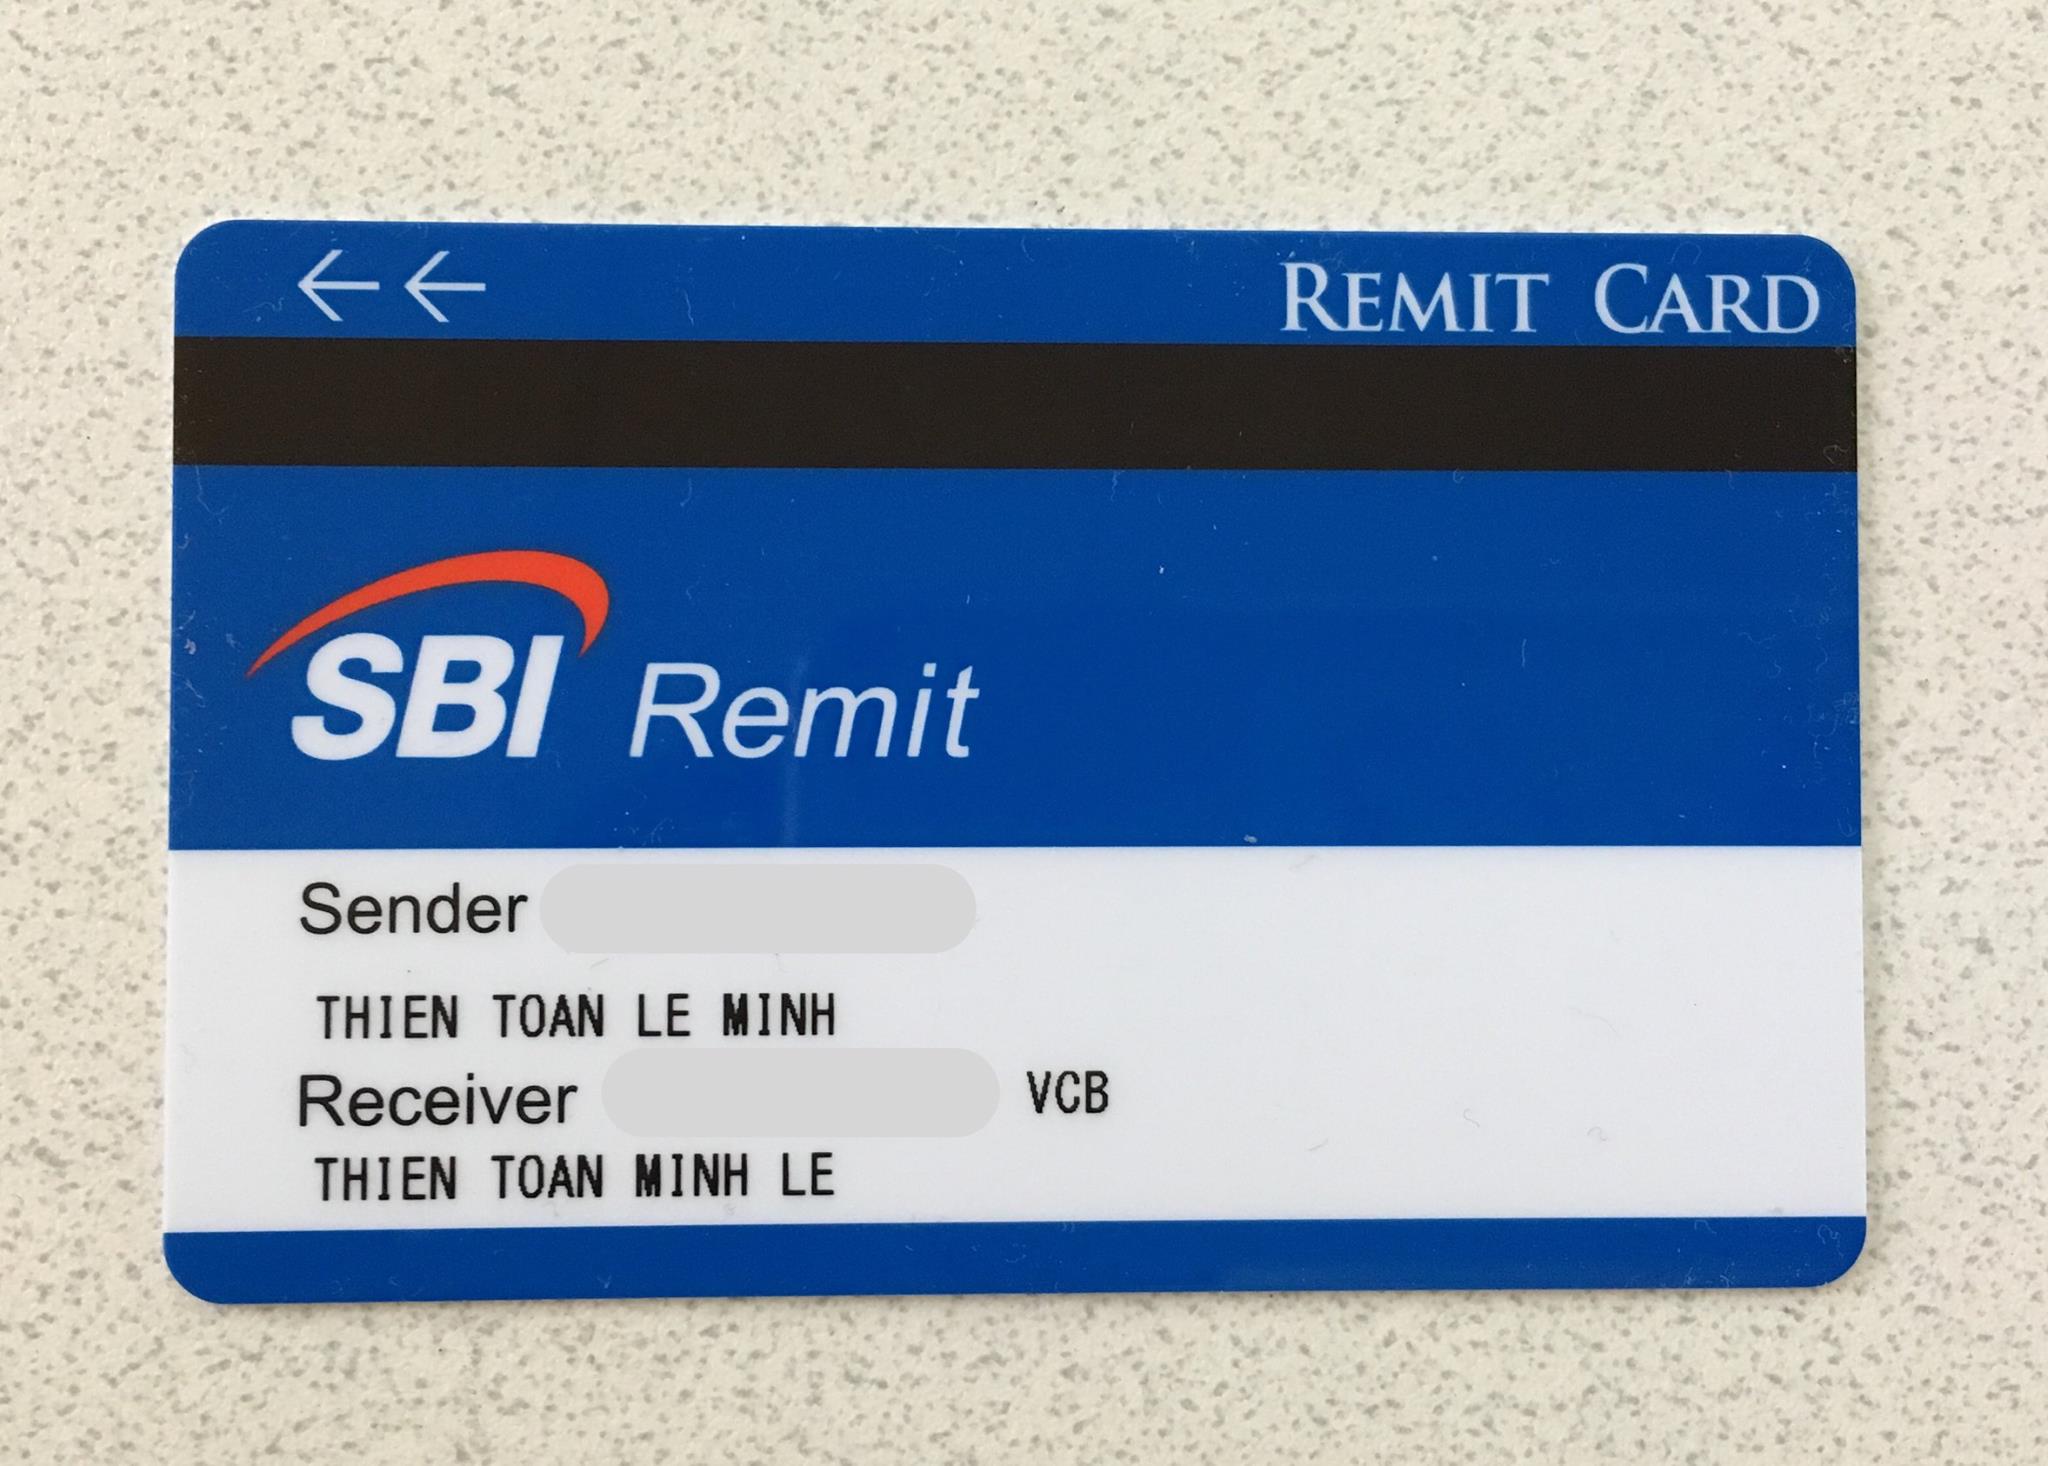 ←← REMIT CARD
SBI Remit
Sender
THIEN TOAN LE MINH
Receiver VCB
THIEN TOAN MINH LE